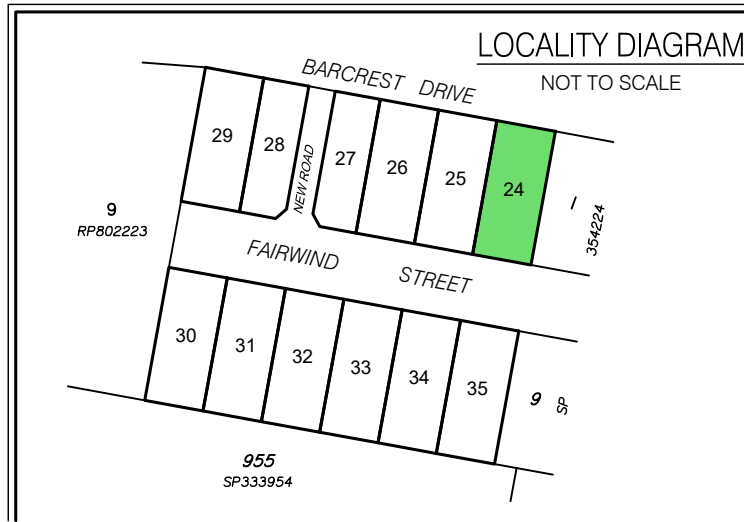 LOCALITY DIAGRAM
NOT TO SCALE
BARCREST DRIVE
29
28
NEW ROAD
27
26
25
24
9
RP802223
I
354224
FAIRWIND STREET
30
31
32
33
34
35
9
SP
955
SP333954